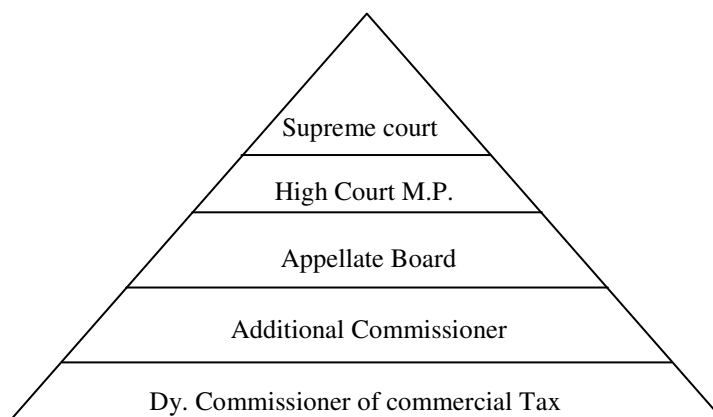 Supreme court
High Court M.P.
Appellate Board
Additional Commissioner
Dy. Commissioner of commercial Tax